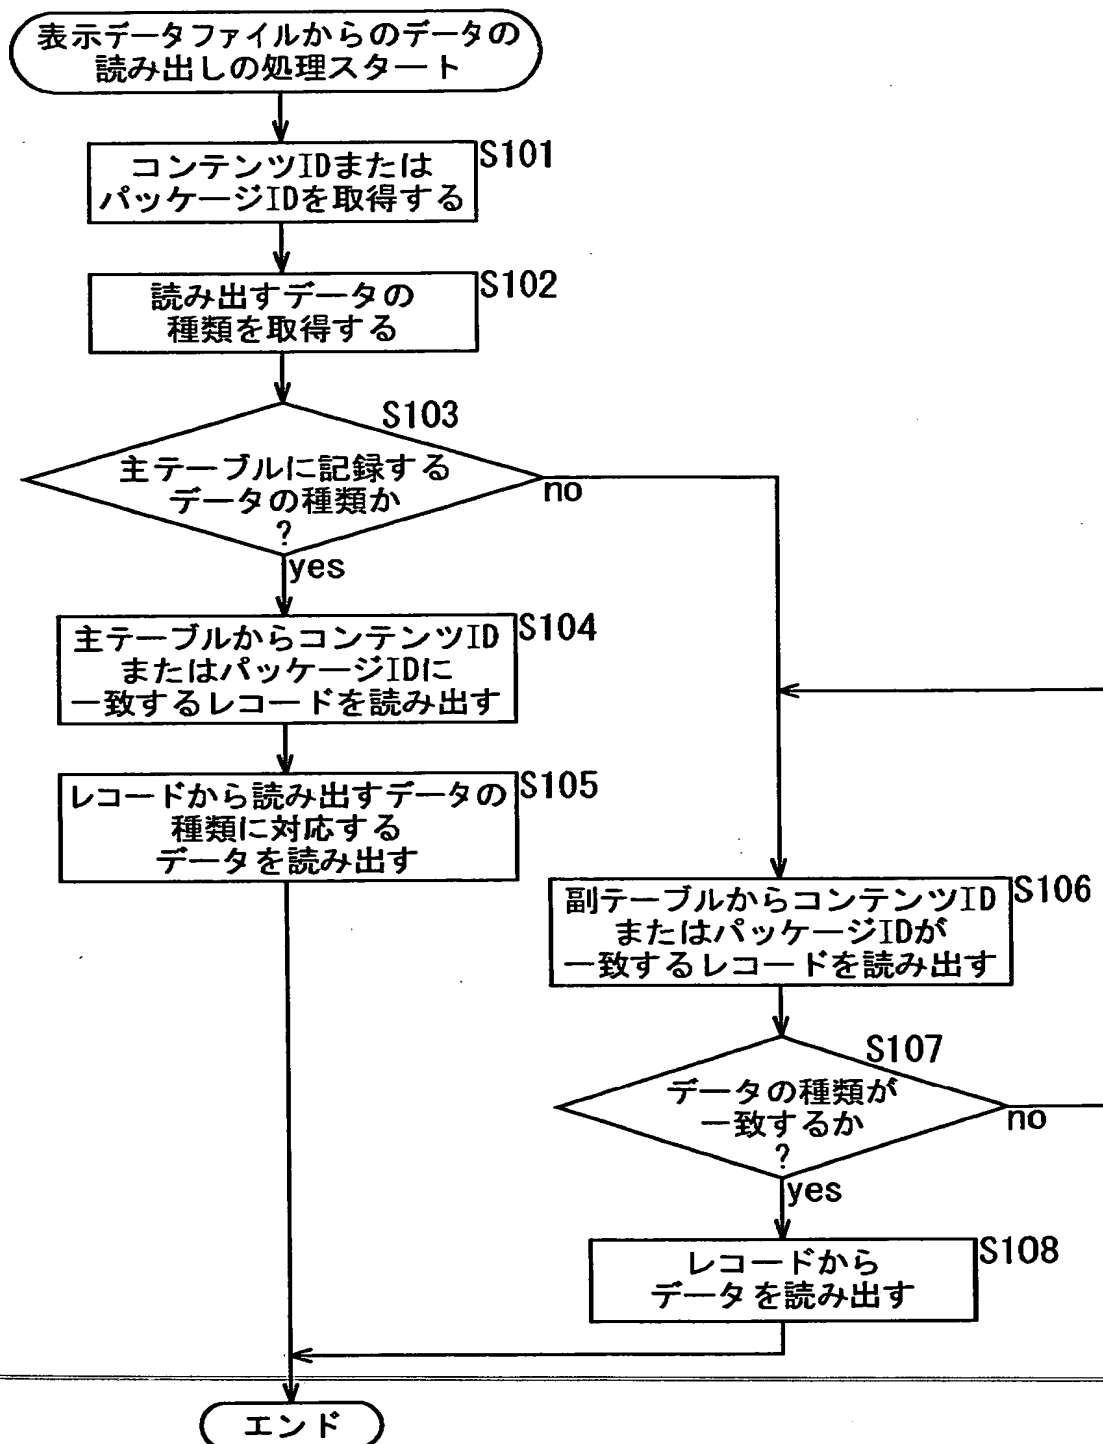 表示データファイルからのデータの
読み出しの処理スタート
S101
コンテンツIDまたは
パッケージIDを取得する
S102
読み出すデータの
種類を取得する
S103
主テーブルに記録する
データの種類か
?
no
yes
S104
主テーブルからコンテンツID
またはパッケージIDに
一致するレコードを読み出す
S105
レコードから読み出すデータの
種類に対応する
データを読み出す
S106
副テーブルからコンテンツID
またはパッケージIDが
一致するレコードを読み出す
S107
データの種類が
一致するか
?
no
yes
S108
レコードから
データを読み出す
エンド